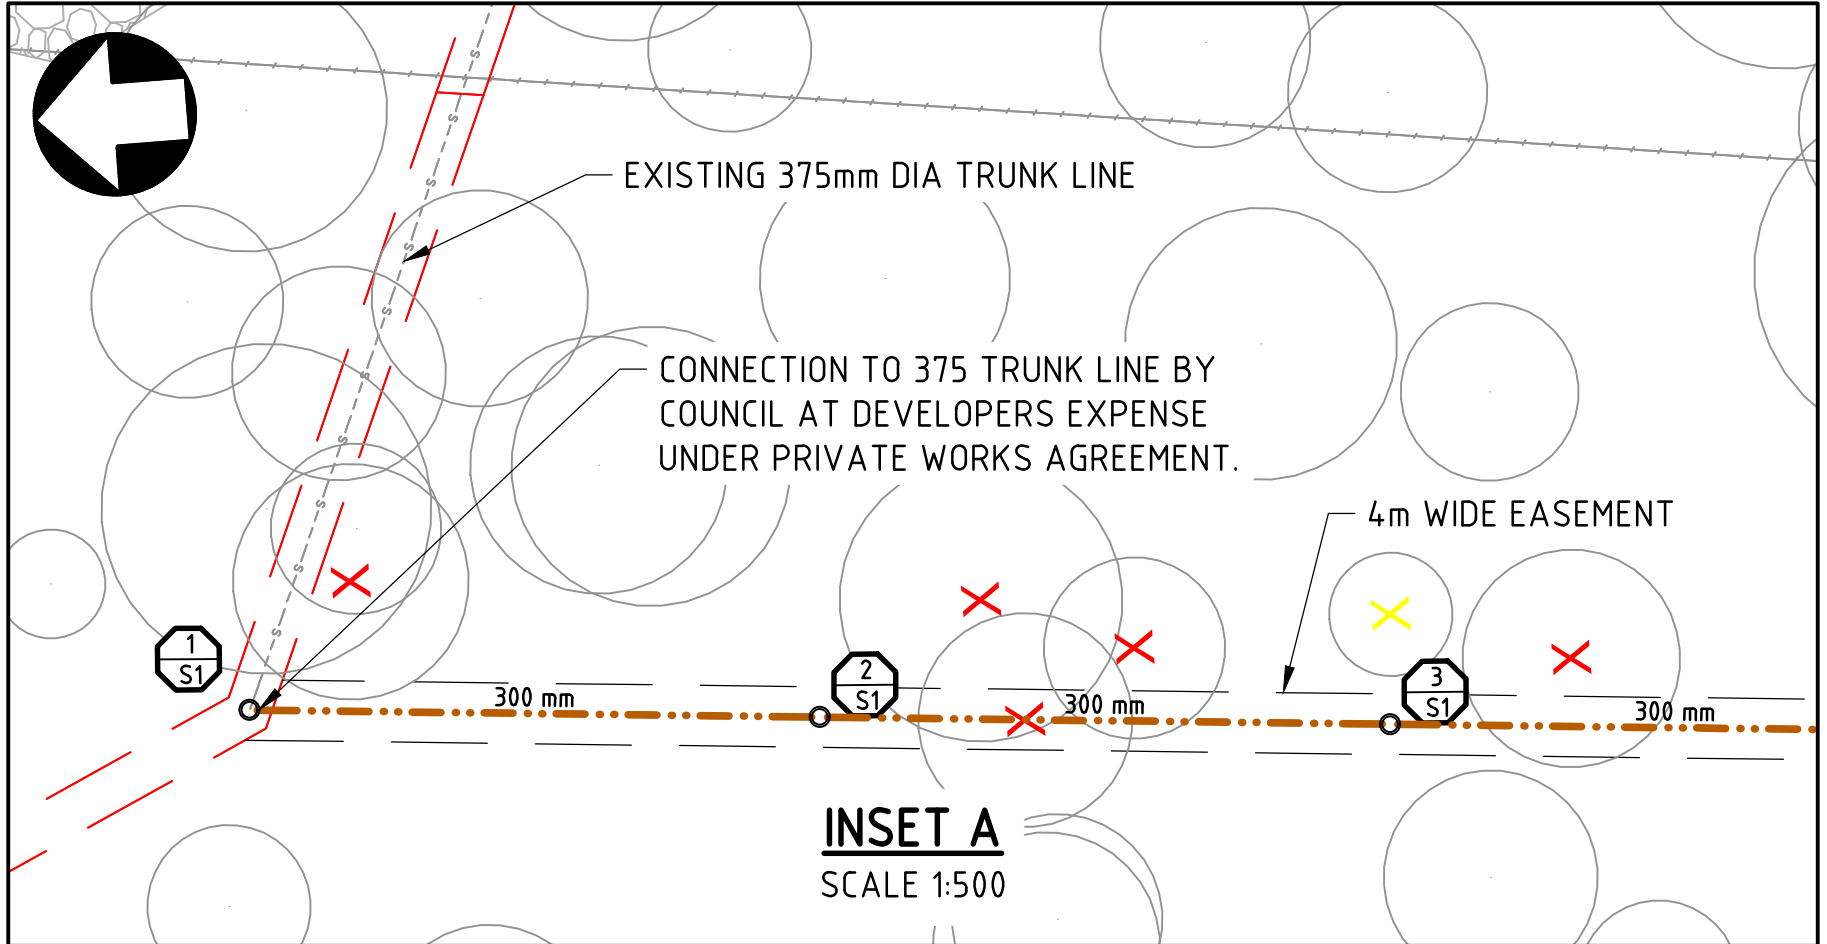 EXISTING 375mm DIA TRUNK LINE
CONNECTION TO 375 TRUNK LINE BY
COUNCIL AT DEVELOPERS EXPENSE
UNDER PRIVATE WORKS AGREEMENT.
4m WIDE EASEMENT
1
S1
2
S1
3
S1
300 mm
300 mm
300 mm
S
S
S
S
S
S
S
S
S
S
INSET A
SCALE 1:500